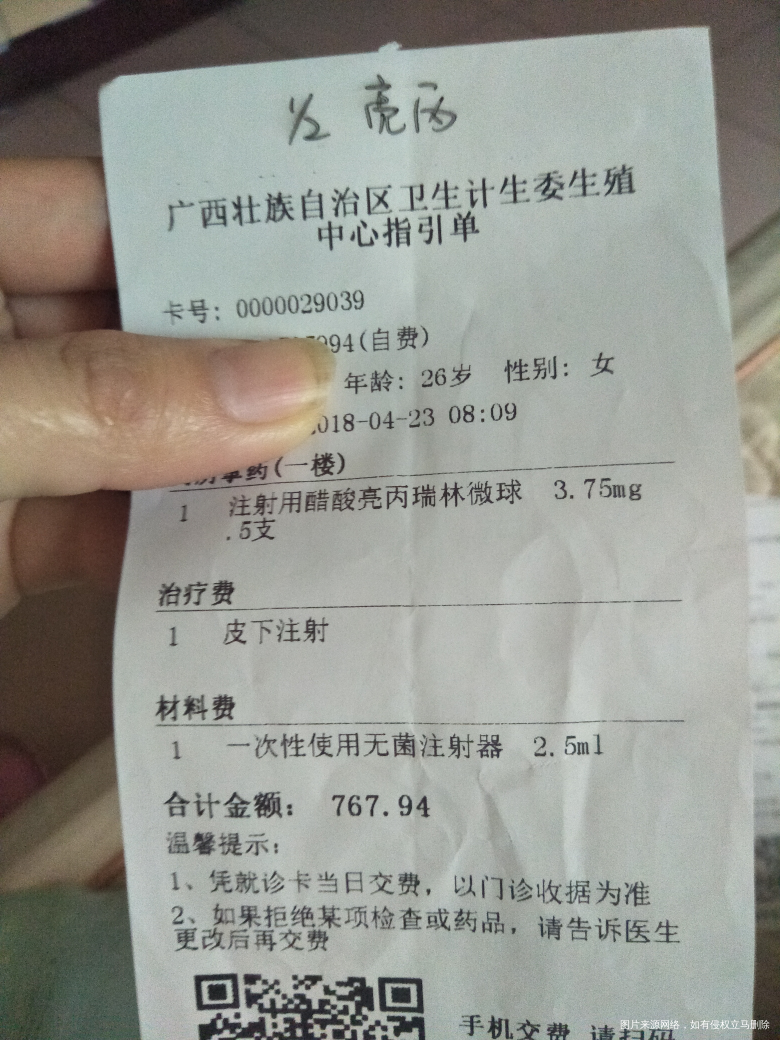 1/2 亮丙
广西壮族自治区卫生计生委生殖
中心指引单
卡号: 0000029039
94(自费)
年龄: 26岁 性别: 女
018-04-23 08:09
药(一楼)
1 注射用醋酸亮丙瑞林微球 3.75mg
.5支
治疗费
1 皮下注射
材料费
1 一次性使用无菌注射器 2.5ml
合计金额: 767.94
温馨提示:
1、凭就诊卡当日交费，以门诊收据为准
2、如果拒绝某项检查或药品，请告诉医生
更改后再交费
手机交费 请扫码
图片来源网络，如有侵权立马删除